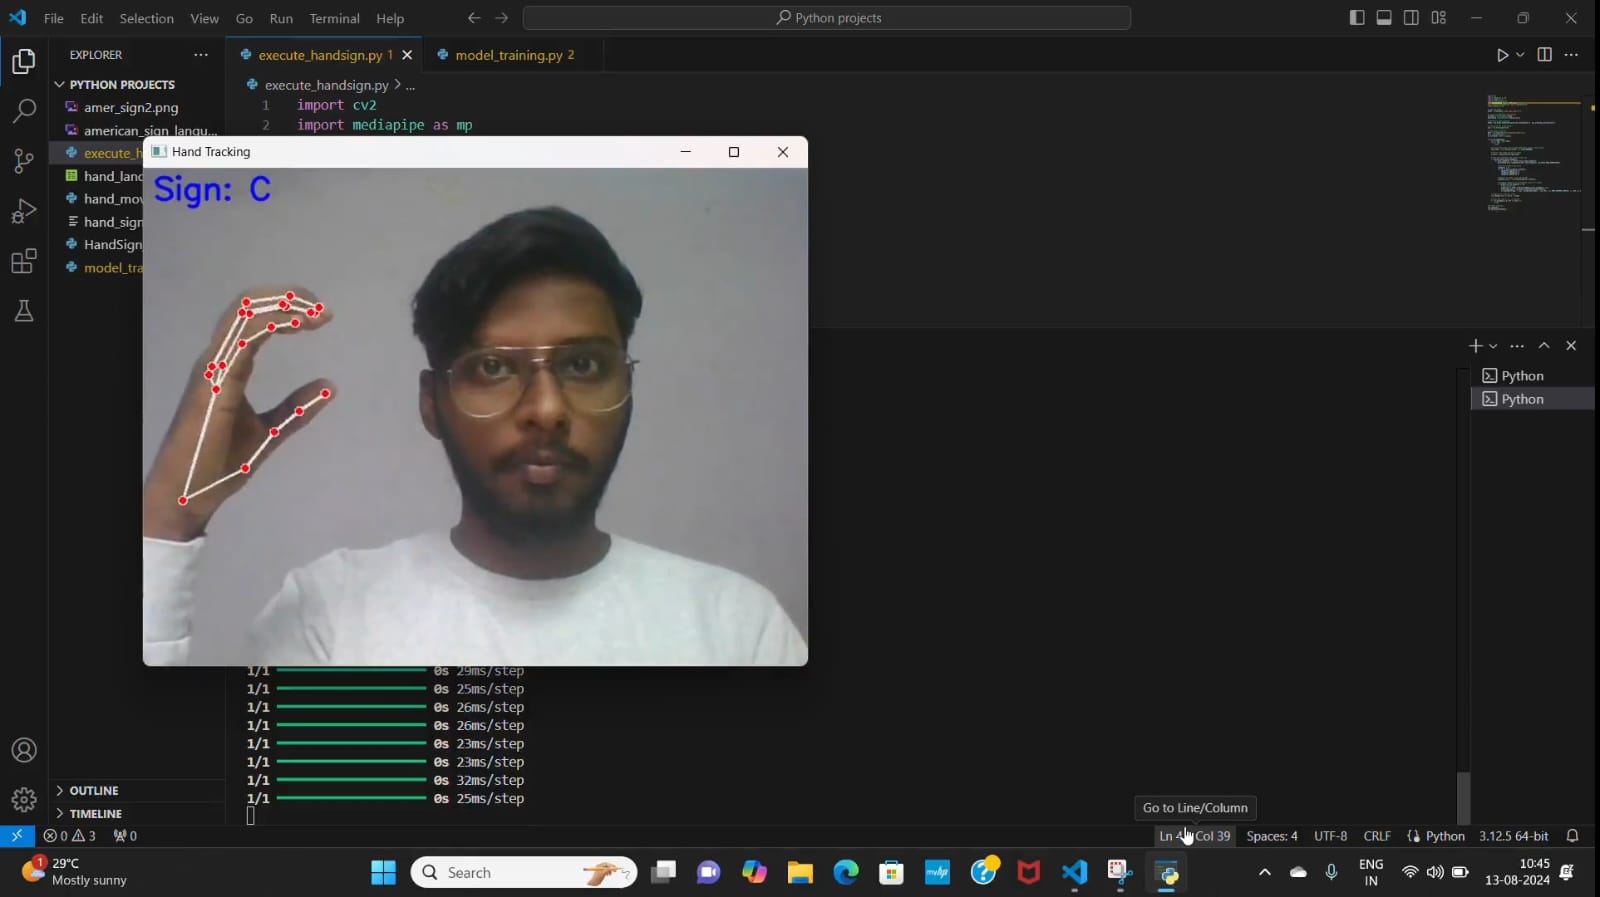 File Edit Selection View Go Run Terminal Help
Python projects
EXPLORER
PYTHON PROJECTS
amer_sign2.png
american_sign_langu...
execute_h
hand_land
hand_mov
hand_sign
HandSign
model_tra
OUTLINE
TIMELINE
execute_handsign.py 1
model_training.py 2
execute_handsign.py > ...
1 import cv2
2 import mediapipe as mp
Hand Tracking
Sign: C
Python
Python
1/1 0s 29ms/step
1/1 0s 25ms/step
1/1 0s 26ms/step
1/1 0s 26ms/step
1/1 0s 23ms/step
1/1 0s 23ms/step
1/1 0s 32ms/step
1/1 0s 25ms/step
Go to Line/Column
0 3 0
Ln Col 39 Spaces: 4 UTF-8 CRLF Python 3.12.5 64-bit
1
29°C
Mostly sunny
Search
myhp
ENG
IN
10:45
13-08-2024